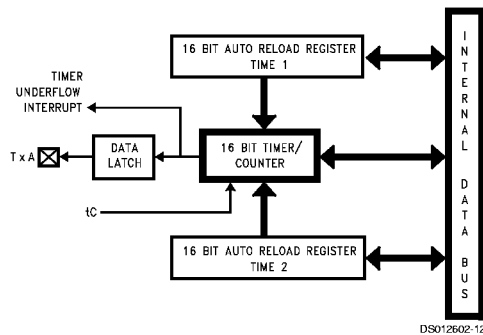 16 BIT AUTO RELOAD REGISTER
TIME 1
TIMER
UNDERFLOW
INTERRUPT
T x A
DATA
LATCH
16 BIT TIMER/
COUNTER
tC
16 BIT AUTO RELOAD REGISTER
TIME 2
INTERNAL DATA BUS
DS012602-12